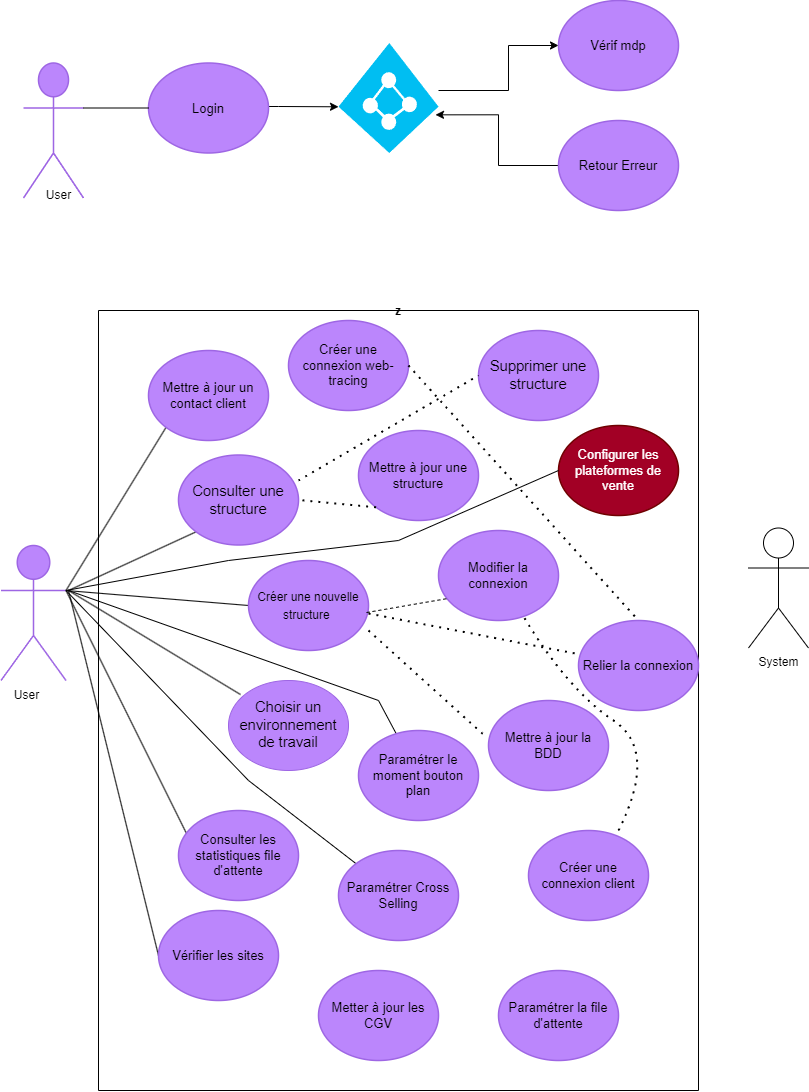 Vérif mdp
Login
Retour Erreur
User
z
Créer une
connexion web-
tracing
Supprimer une
structure
Mettre à jour un
contact client
Configurer les
plateformes de
vente
Mettre à jour une
structure
Consulter une
structure
Modifier la
connexion
Créer une nouvelle
structure
Relier la connexion
System
User
Choisir un
environnement
de travail
Mettre à jour la
BDD
Paramétrer le
moment bouton
plan
Consulter les
statistiques file
d'attente
Créer une
connexion client
Paramétrer Cross
Selling
Vérifier les sites
Metter à jour les
CGV
Paramétrer la file
d'attente